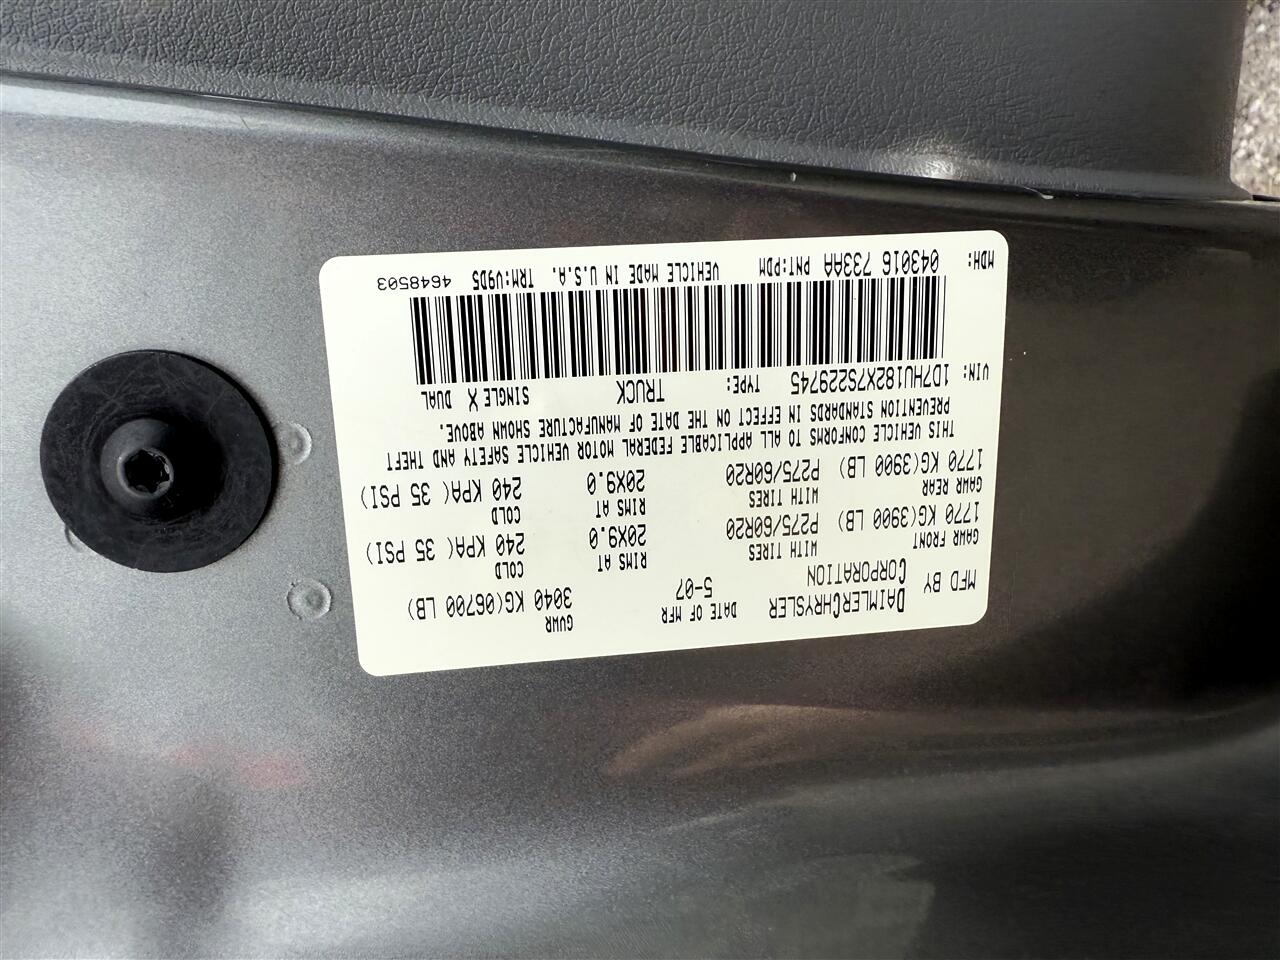 MFD BY DAIMLERCHRYSLER CORPORATION DATE OF MFR 5-07 GVWR 3040 KG(06700 LB)
GAWR FRONT 1770 KG(3900 LB) WITH TIRES P275/60R20 RIMS AT 20X9.0 COLD 240 KPA( 35 PSI)
GAWR REAR 1770 KG(3900 LB) WITH TIRES P275/60R20 RIMS AT 20X9.0 COLD 240 KPA( 35 PSI)
THIS VEHICLE CONFORMS TO ALL APPLICABLE FEDERAL MOTOR VEHICLE SAFETY AND THEFT
PREVENTION STANDARDS IN EFFECT ON THE DATE OF MANUFACTURE SHOWN ABOVE.
VIN: 1D7HU182X7S229745 TYPE: TRUCK SINGLE X DUAL
MDH: 043016 733AA PNT:PDM VEHICLE MADE IN U.S.A. TRM:V9D5 4648503